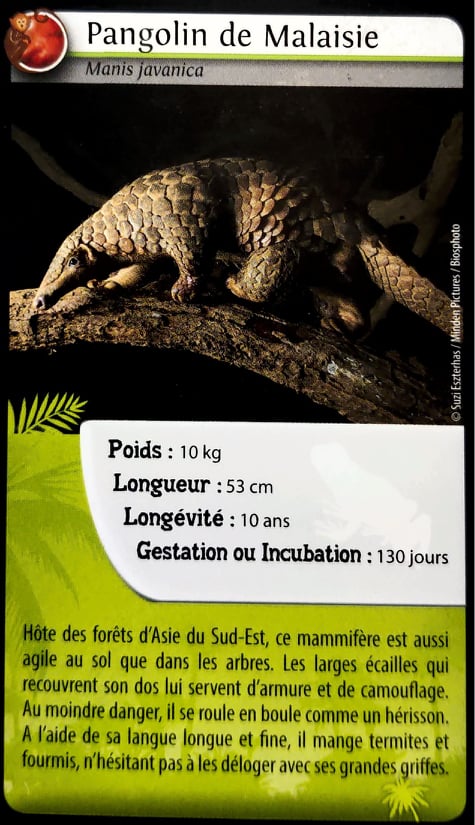 Pangolin de Malaisie
Manis javanica
© Suzi Eszterhas / Minden Pictures / Biosphoto
Poids : 10 kg
Longueur : 53 cm
Longévité : 10 ans
Gestation ou Incubation : 130 jours
Hôte des forêts d'Asie du Sud-Est, ce mammifère est aussi
agile au sol que dans les arbres. Les larges écailles qui
recouvrent son dos lui servent d'armure et de camouflage.
Au moindre danger, il se roule en boule comme un hérisson.
A l'aide de sa langue longue et fine, il mange termites et
fourmis, n'hésitant pas à les déloger avec ses grandes griffes.